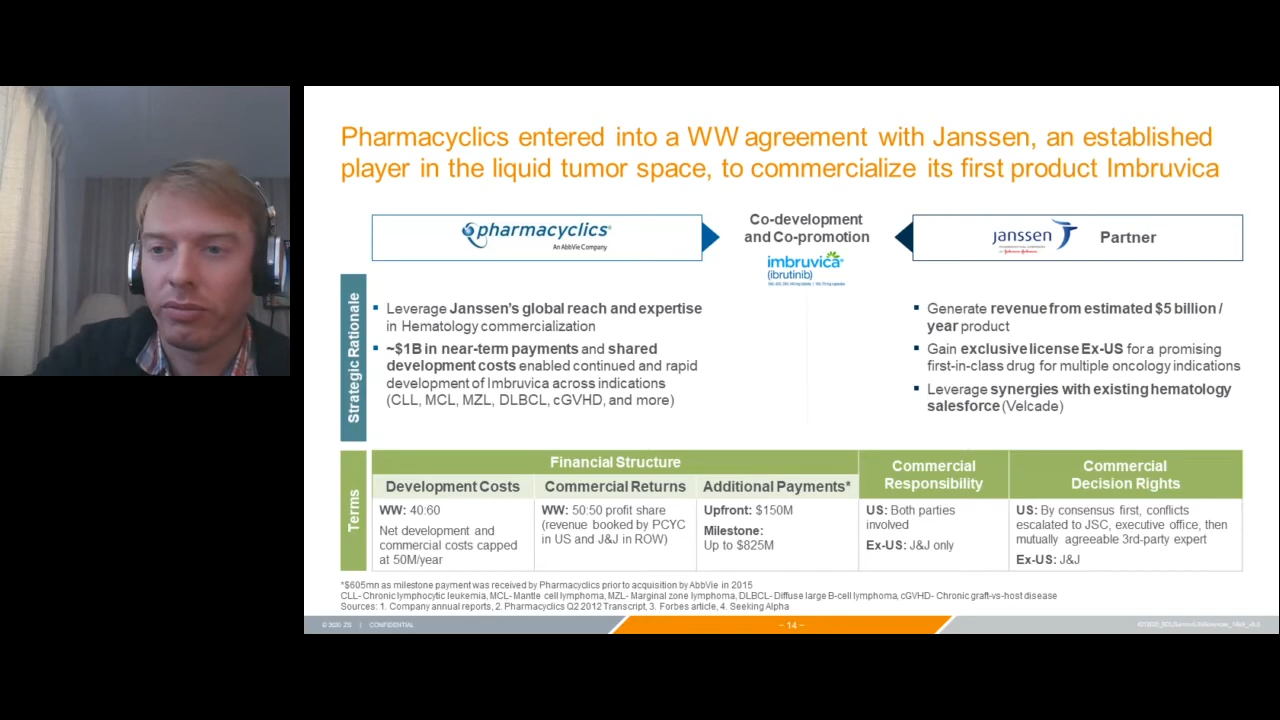 Pharmacyclics entered into a WW agreement with Janssen, an established
player in the liquid tumor space, to commercialize its first product Imbruvica
pharmacyclics®
An AbbVie Company
Co-development
and Co-promotion
imbruvica®
(ibrutinib)
janssen
Partner
Strategic Rationale
▪ Leverage Janssen's global reach and expertise
in Hematology commercialization
▪ ~$1B in near-term payments and shared
development costs enabled continued and rapid
development of Imbruvica across indications
(CLL, MCL, MZL, DLBCL, cGVHD, and more)
▪ Generate revenue from estimated $5 billion /
year product
▪ Gain exclusive license Ex-US for a promising
first-in-class drug for multiple oncology indications
▪ Leverage synergies with existing hematology
salesforce (Velcade)
Terms
Financial Structure
Development Costs
Commercial Returns
Additional Payments*
Commercial
Responsibility
Commercial
Decision Rights
WW: 40:60
Net development and
commercial costs capped
at 50M/year
WW: 50:50 profit share
(revenue booked by PCYC
in US and J&J in ROW)
Upfront: $150M
Milestone:
Up to $825M
US: Both parties
involved
Ex-US: J&J only
US: By consensus first, conflicts
escalated to JSC, executive office, then
mutually agreeable 3rd-party expert
Ex-US: J&J
*$605mn as milestone payment was received by Pharmacyclics prior to acquisition by AbbVie in 2015
CLL- Chronic lymphocytic leukemia, MCL- Mantle cell lymphoma, MZL- Marginal zone lymphoma, DLBCL- Diffuse large B-cell lymphoma, cGVHD- Chronic graft-vs-host disease
Sources: 1. Company annual reports, 2. Pharmacyclics Q2 2012 Transcript, 3. Forbes article, 4. Seeking Alpha
© 2020 ZS | CONFIDENTIAL
– 14 –